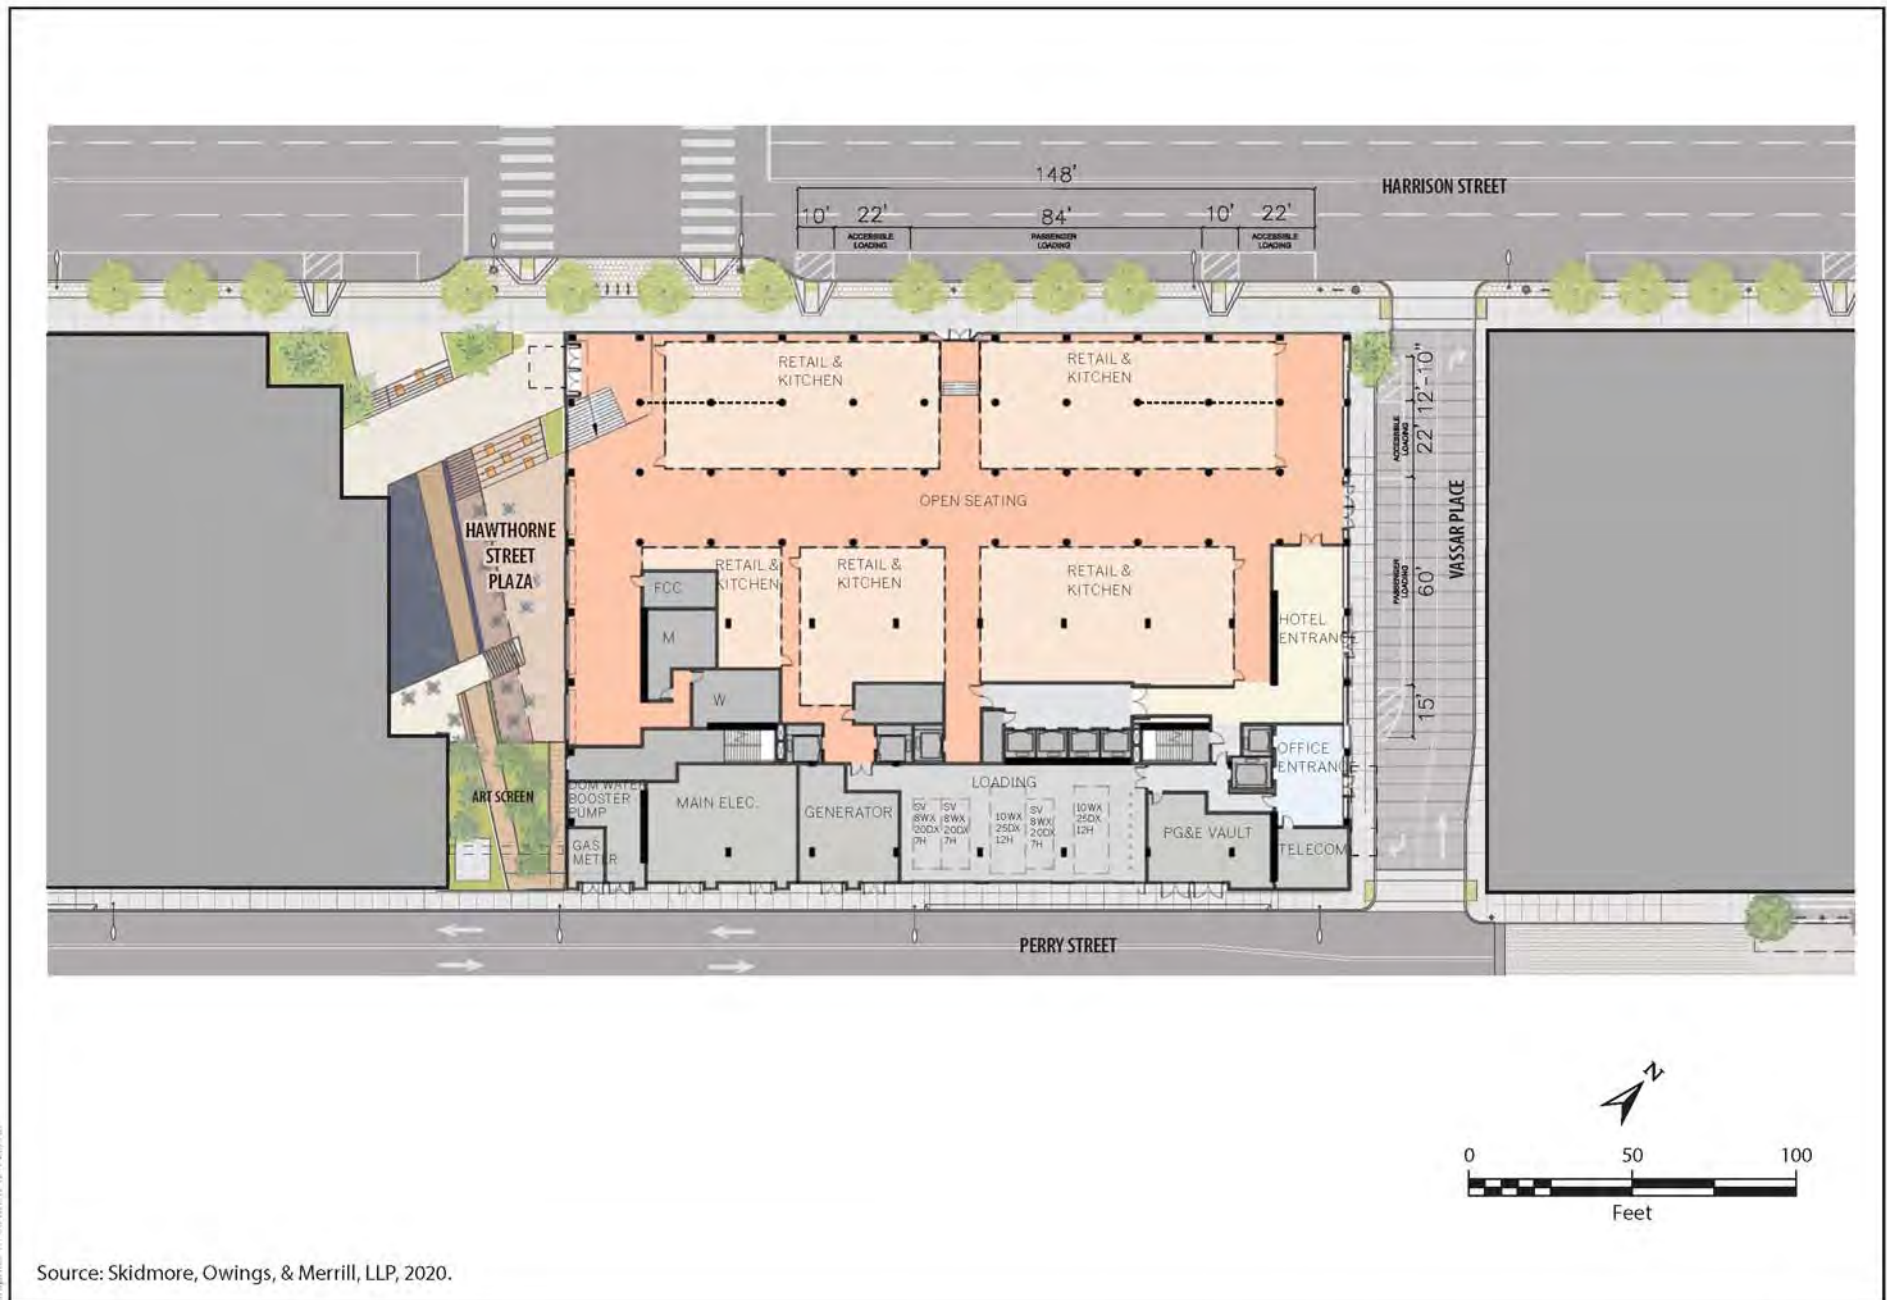 148'
HARRISON STREET
10'
22'
84'
10'
22'
ACCESSIBLE
LOADING
PASSENGER
LOADING
ACCESSIBLE
LOADING
RETAIL &
KITCHEN
RETAIL &
KITCHEN
12'-10"
ACCESSIBLE
LOADING
22'
OPEN SEATING
VASSAR PLACE
HAWTHORNE
STREET
PLAZA
RETAIL &
KITCHEN
RETAIL &
KITCHEN
RETAIL &
KITCHEN
PASSENGER
LOADING
60'
FCC
M
W
HOTEL
ENTRANCE
15'
OFFICE
ENTRANCE
ART SCREEN
DOM WATER
BOOSTER
PUMP
MAIN ELEC.
GENERATOR
LOADING
SV
8WX
20DX
7H
SV
8WX
20DX
7H
10WX
25DX
12H
SV
8WX
20DX
7H
10WX
25DX
12H
PG&E VAULT
GAS
METER
TELECOM
PERRY STREET
N
0
50
100
Feet
Source: Skidmore, Owings, & Merrill, LLP, 2020.